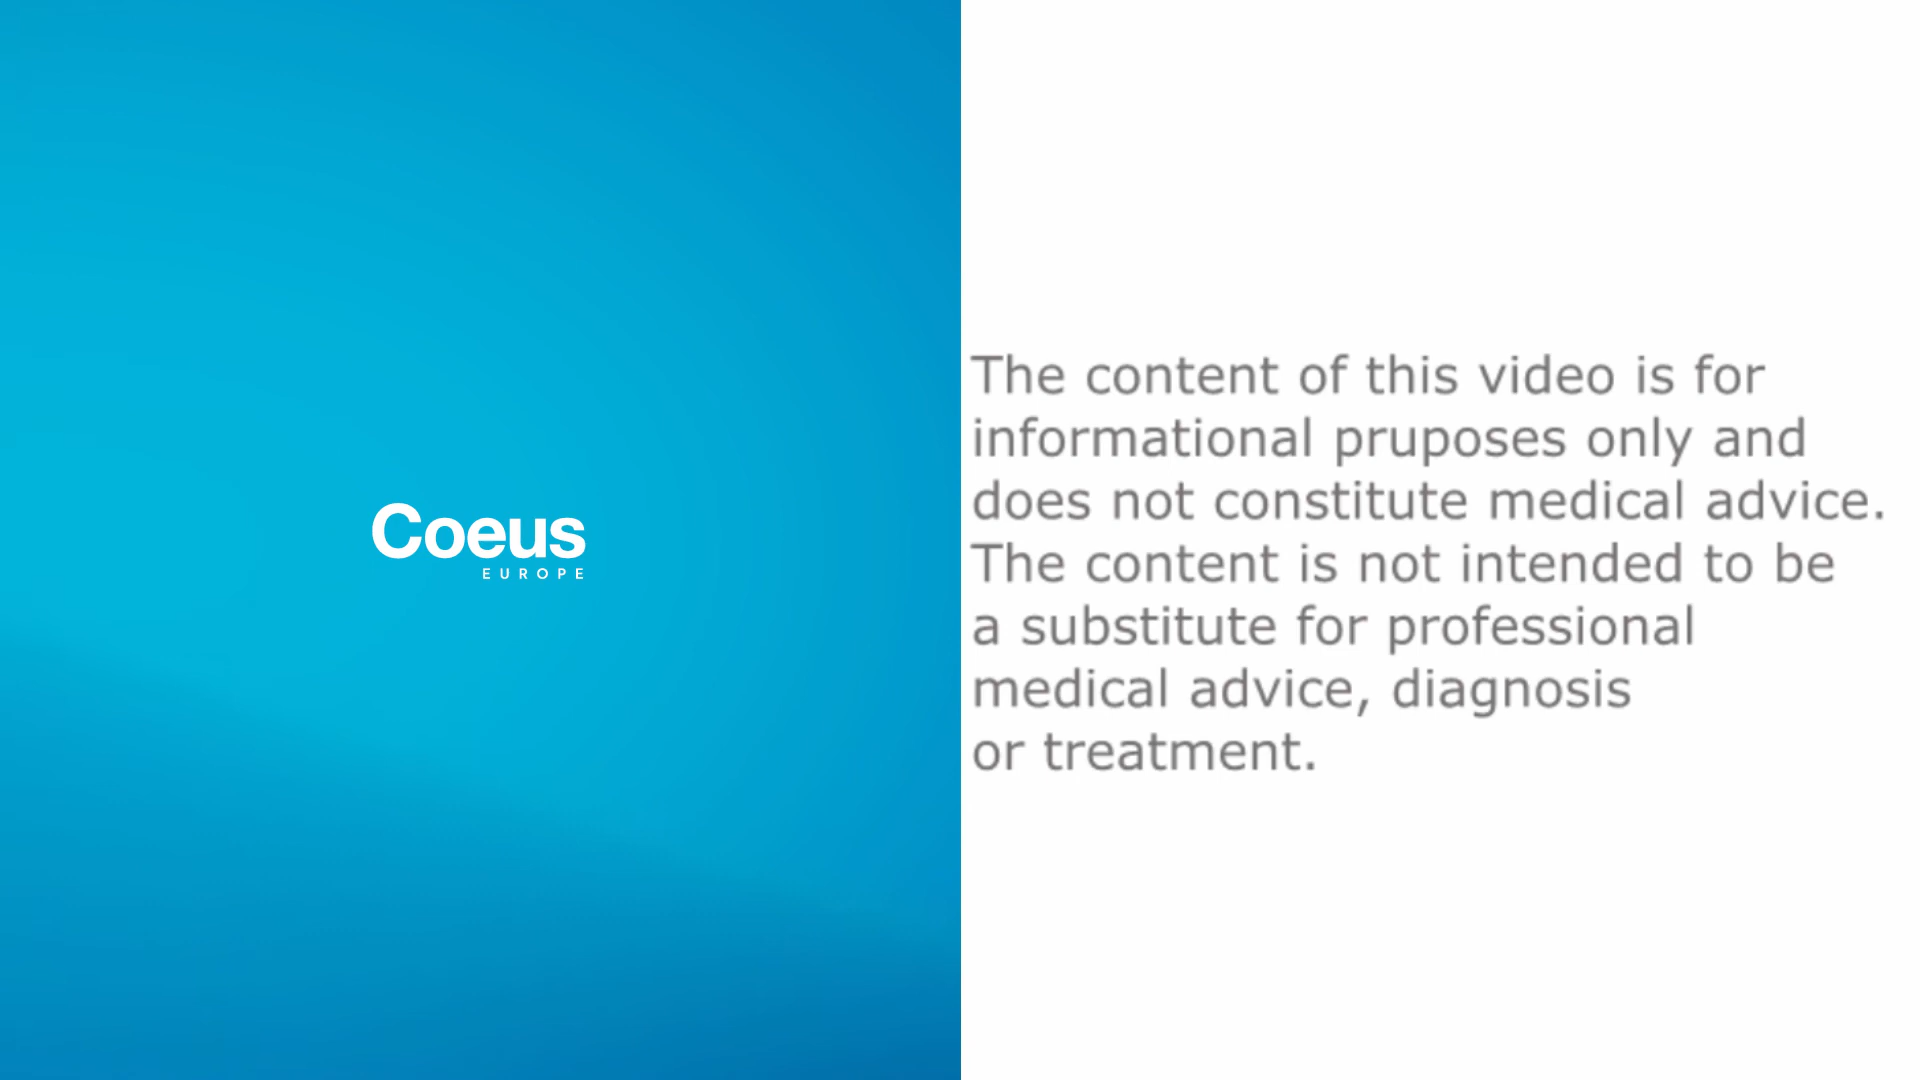 Coeus
EUROPE
The content of this video is for
informational pruposes only and
does not constitute medical advice.
The content is not intended to be
a substitute for professional
medical advice, diagnosis
or treatment.